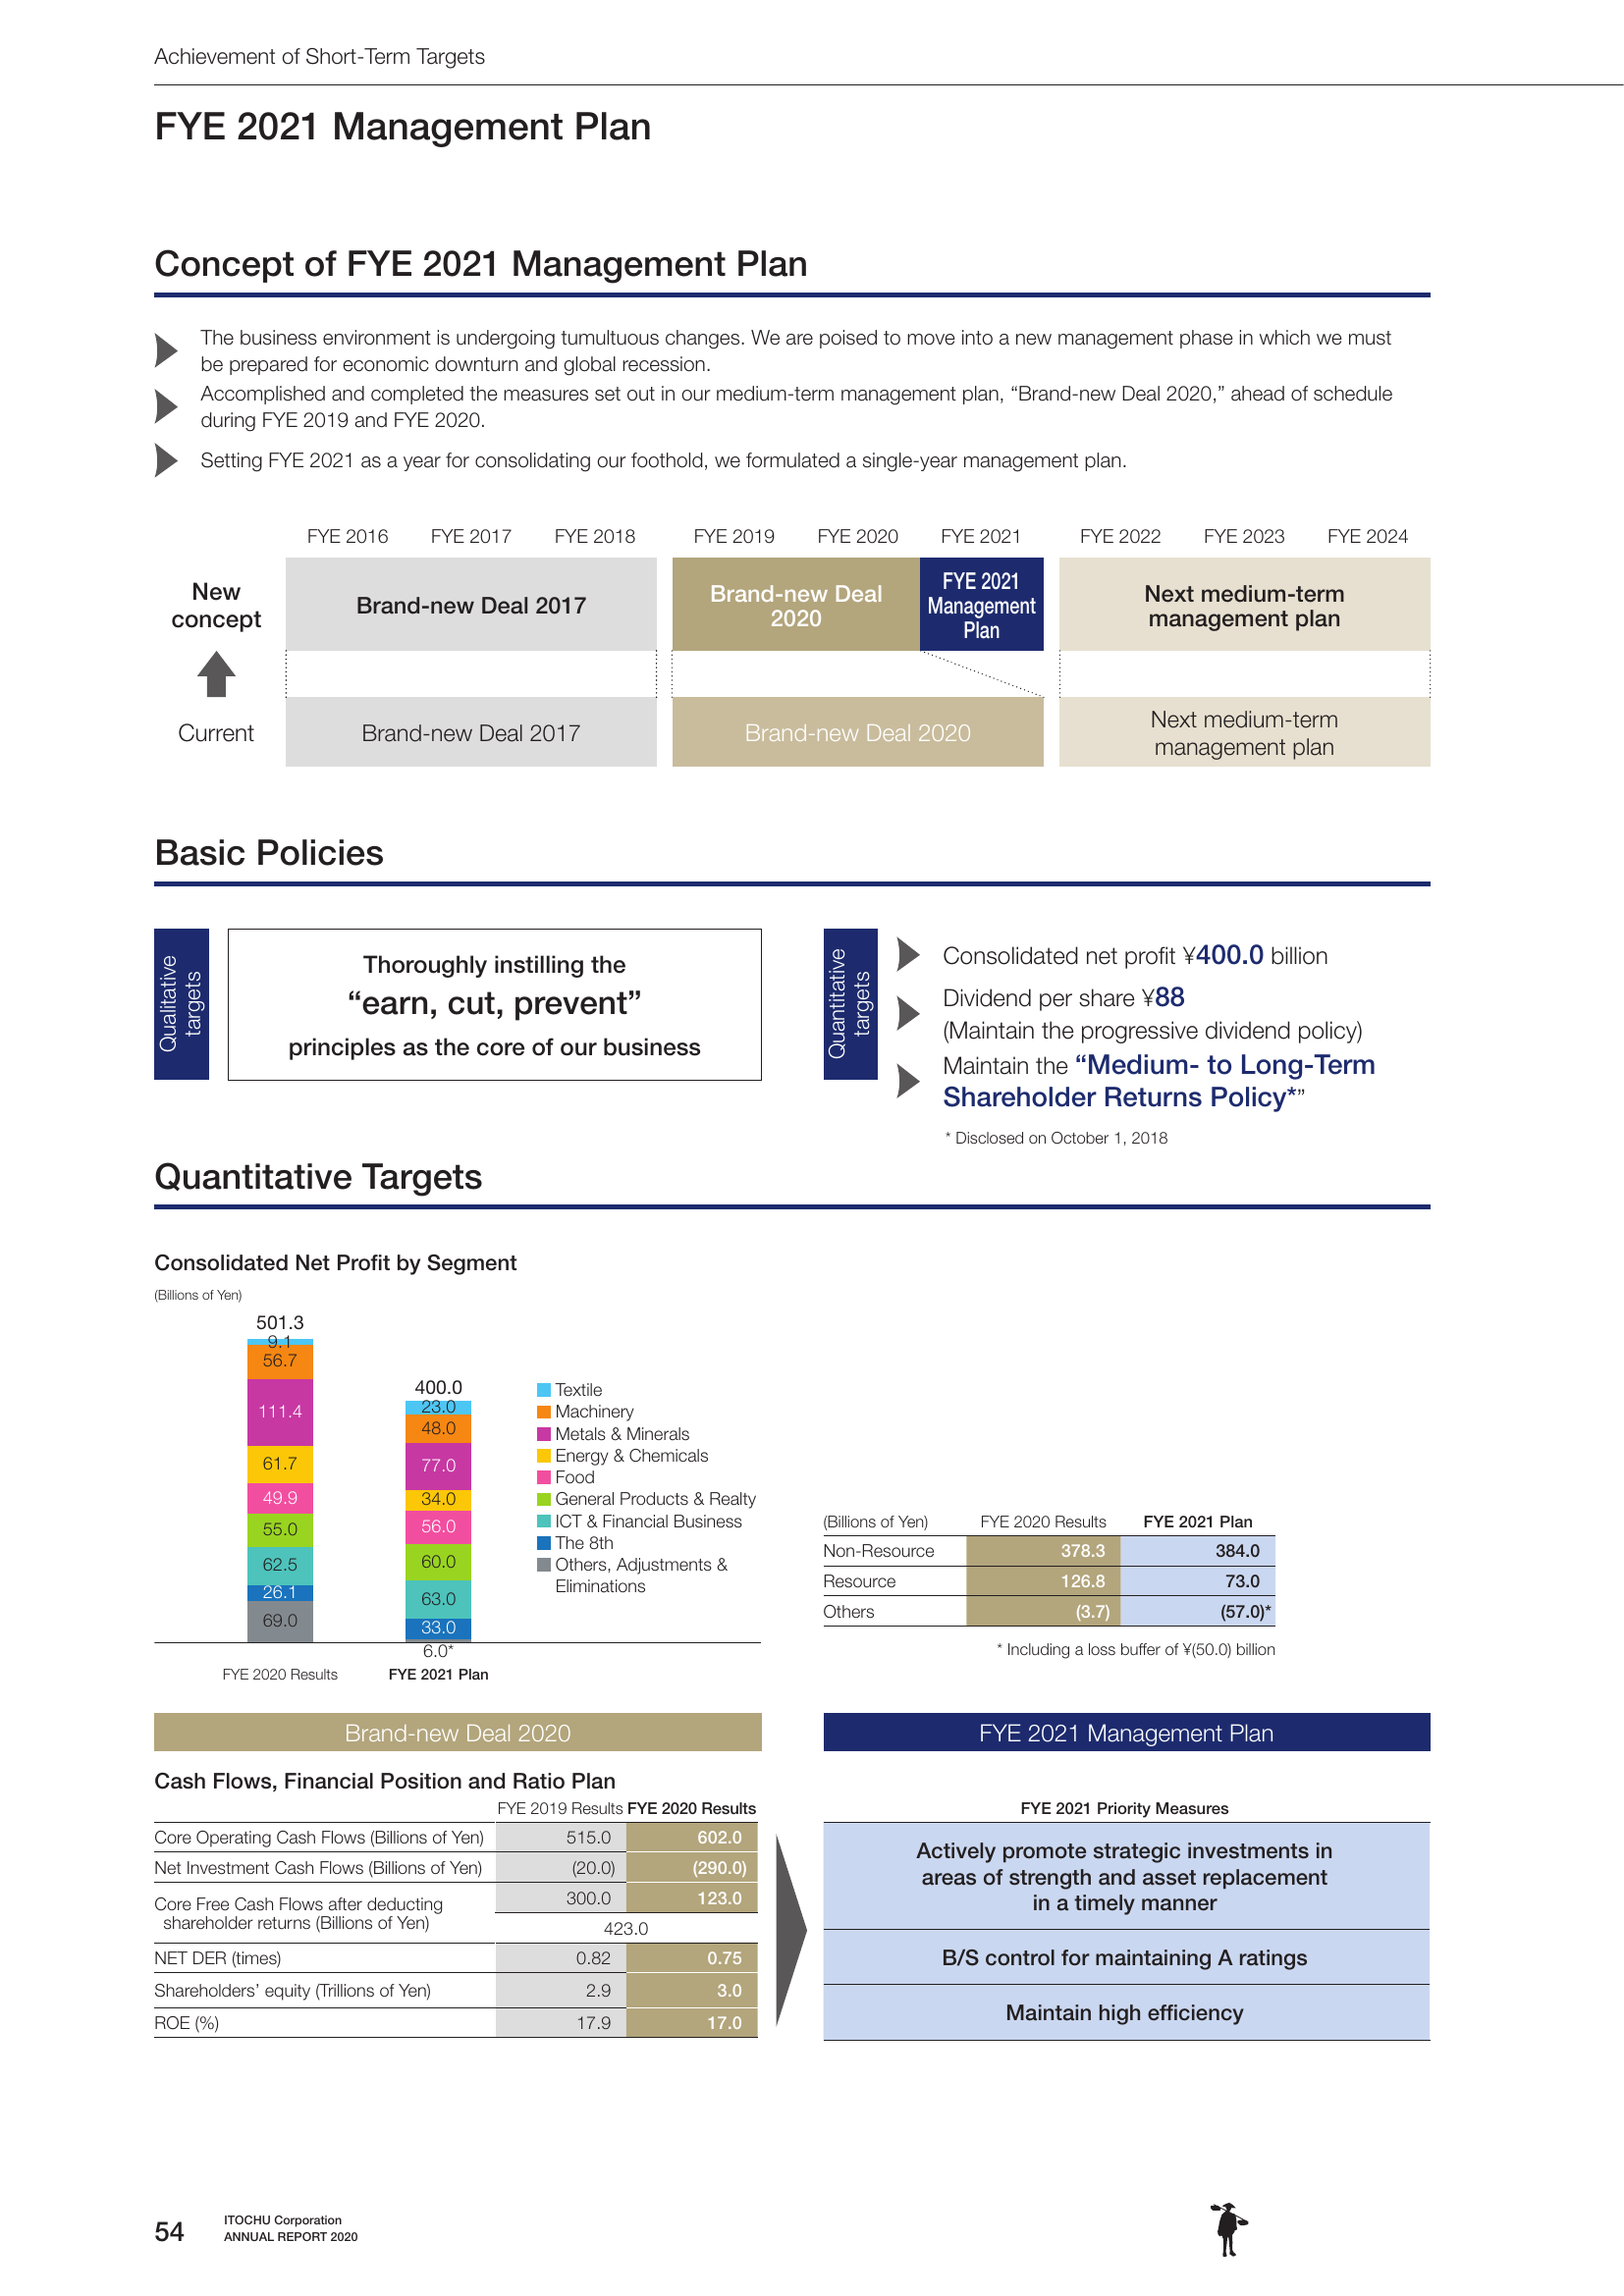 Achievement of Short-Term Targets
FYE 2021 Management Plan
Concept of FYE 2021 Management Plan
The business environment is undergoing tumultuous changes. We are poised to move into a new management phase in which we must
be prepared for economic downturn and global recession.
Accomplished and completed the measures set out in our medium-term management plan, “Brand-new Deal 2020,” ahead of schedule
during FYE 2019 and FYE 2020.
Setting FYE 2021 as a year for consolidating our foothold, we formulated a single-year management plan.
FYE 2016 FYE 2017 FYE 2018 FYE 2019 FYE 2020 FYE 2021 FYE 2022 FYE 2023 FYE 2024
New
concept
Brand-new Deal 2017
Brand-new Deal
2020
FYE 2021
Management
Plan
Next medium-term
management plan
Current
Brand-new Deal 2017
Brand-new Deal 2020
Next medium-term
management plan
Basic Policies
Qualitative
targets
Thoroughly instilling the
“earn, cut, prevent”
principles as the core of our business
Quantitative
targets
Consolidated net profit ¥400.0 billion
Dividend per share ¥88
(Maintain the progressive dividend policy)
Maintain the “Medium- to Long-Term
Shareholder Returns Policy*”
* Disclosed on October 1, 2018
Quantitative Targets
Consolidated Net Profit by Segment
(Billions of Yen)
501.3
9.1
56.7
111.4
61.7
49.9
55.0
62.5
26.1
69.0
FYE 2020 Results
400.0
23.0
48.0
77.0
34.0
56.0
60.0
63.0
33.0
6.0*
FYE 2021 Plan
Textile
Machinery
Metals & Minerals
Energy & Chemicals
Food
General Products & Realty
ICT & Financial Business
The 8th
Others, Adjustments &
Eliminations
(Billions of Yen) FYE 2020 Results FYE 2021 Plan
Non-Resource 378.3 384.0
Resource 126.8 73.0
Others (3.7) (57.0)*
* Including a loss buffer of ¥(50.0) billion
Brand-new Deal 2020
FYE 2021 Management Plan
Cash Flows, Financial Position and Ratio Plan
FYE 2019 Results FYE 2020 Results
Core Operating Cash Flows (Billions of Yen) 515.0 602.0
Net Investment Cash Flows (Billions of Yen) (20.0) (290.0)
Core Free Cash Flows after deducting
shareholder returns (Billions of Yen)
300.0 123.0
423.0
NET DER (times) 0.82 0.75
Shareholders’ equity (Trillions of Yen) 2.9 3.0
ROE (%) 17.9 17.0
FYE 2021 Priority Measures
Actively promote strategic investments in
areas of strength and asset replacement
in a timely manner
B/S control for maintaining A ratings
Maintain high efficiency
54
ITOCHU Corporation
ANNUAL REPORT 2020